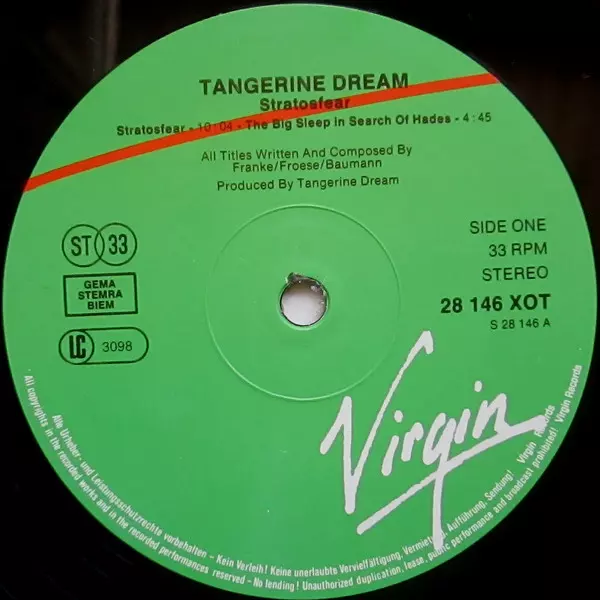 TANGERINE DREAM
Stratosfear
Stratosfear - 10:04 - The Big Sleep in Search Of Hades - 4:45
All Titles Written And Composed By
Franke/Froese/Baumann
Produced By Tangerine Dream
ST 33
GEMA
STEMRA
BIEM
LC 3098
SIDE ONE
33 RPM
STEREO
28 146 XOT
S 28 146 A
Virgin
Alle Urheber- und Leistungsschutzrechte vorbehalten - Kein Verleih! Keine unerlaubte Vervielfältigung, Vermietung, Aufführung, Sendung! Virgin Records
All copyrights in the recorded works and in the recorded performances reserved - No lending! Unauthorized duplication, lease, public performance and broadcast prohibited! Virgin Records